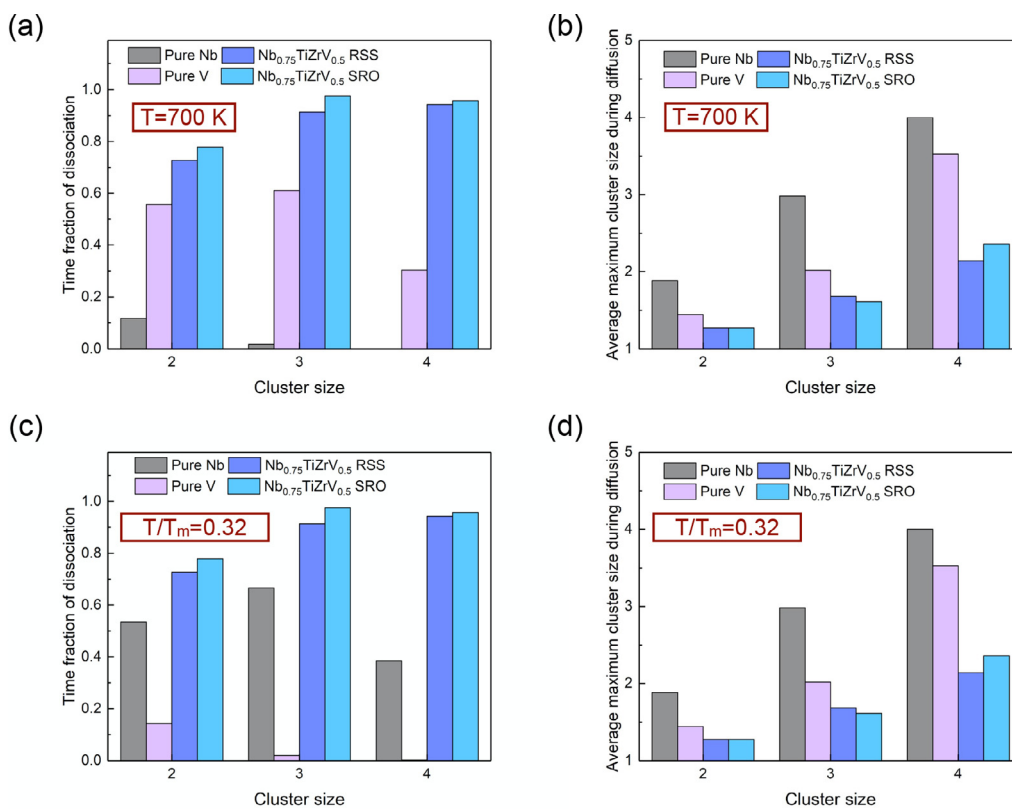 (a)
Time fraction of dissociation
Pure Nb Nb0.75TiZrV0.5 RSS
Pure V Nb0.75TiZrV0.5 SRO
T=700 K
1.0
0.8
0.6
0.4
0.2
0.0
2 3 4
Cluster size
(b)
Average maximum cluster size during diffusion
Pure Nb Nb0.75TiZrV0.5 RSS
Pure V Nb0.75TiZrV0.5 SRO
T=700 K
5
4
3
2
1
2 3 4
Cluster size
(c)
Time fraction of dissociation
Pure Nb Nb0.75TiZrV0.5 RSS
Pure V Nb0.75TiZrV0.5 SRO
T/Tm=0.32
1.0
0.8
0.6
0.4
0.2
0.0
2 3 4
Cluster size
(d)
Average maximum cluster size during diffusion
Pure Nb Nb0.75TiZrV0.5 RSS
Pure V Nb0.75TiZrV0.5 SRO
T/Tm=0.32
5
4
3
2
1
2 3 4
Cluster size